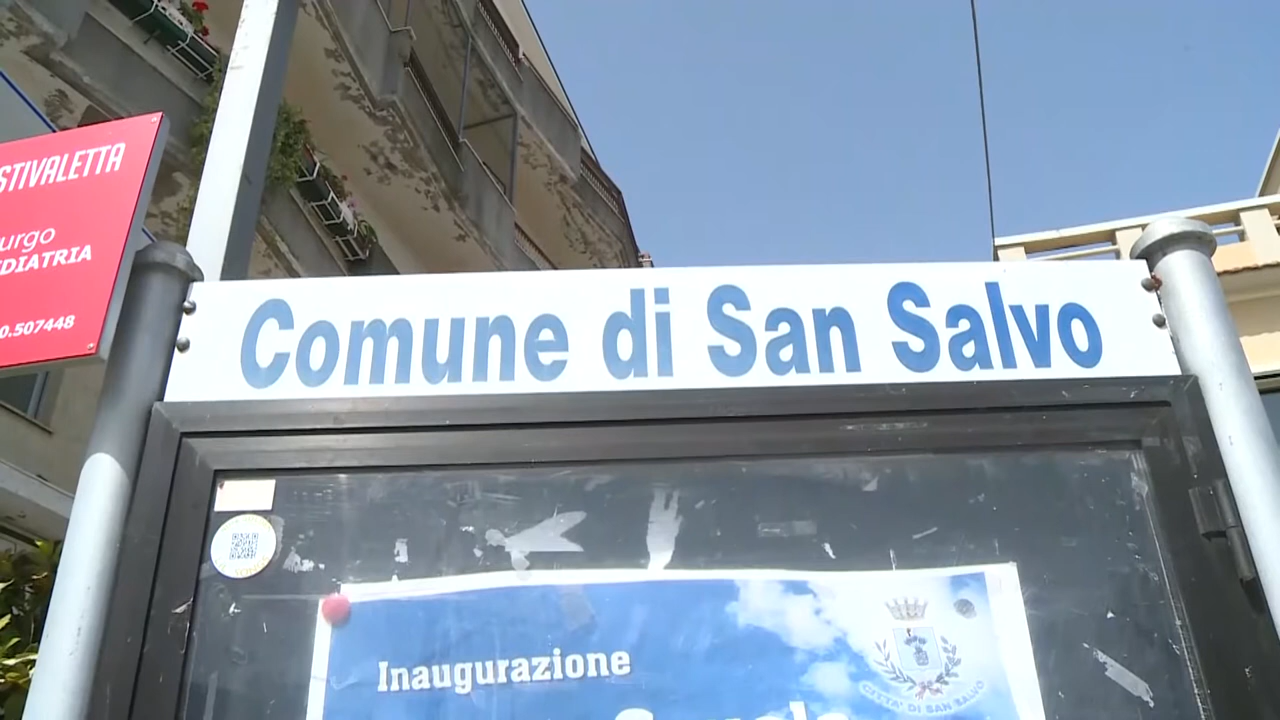 STIVALETTA
urgo
DIATRIA
0.507448
Comune di San Salvo
Inaugurazione
CITTA' DI SAN SALVO